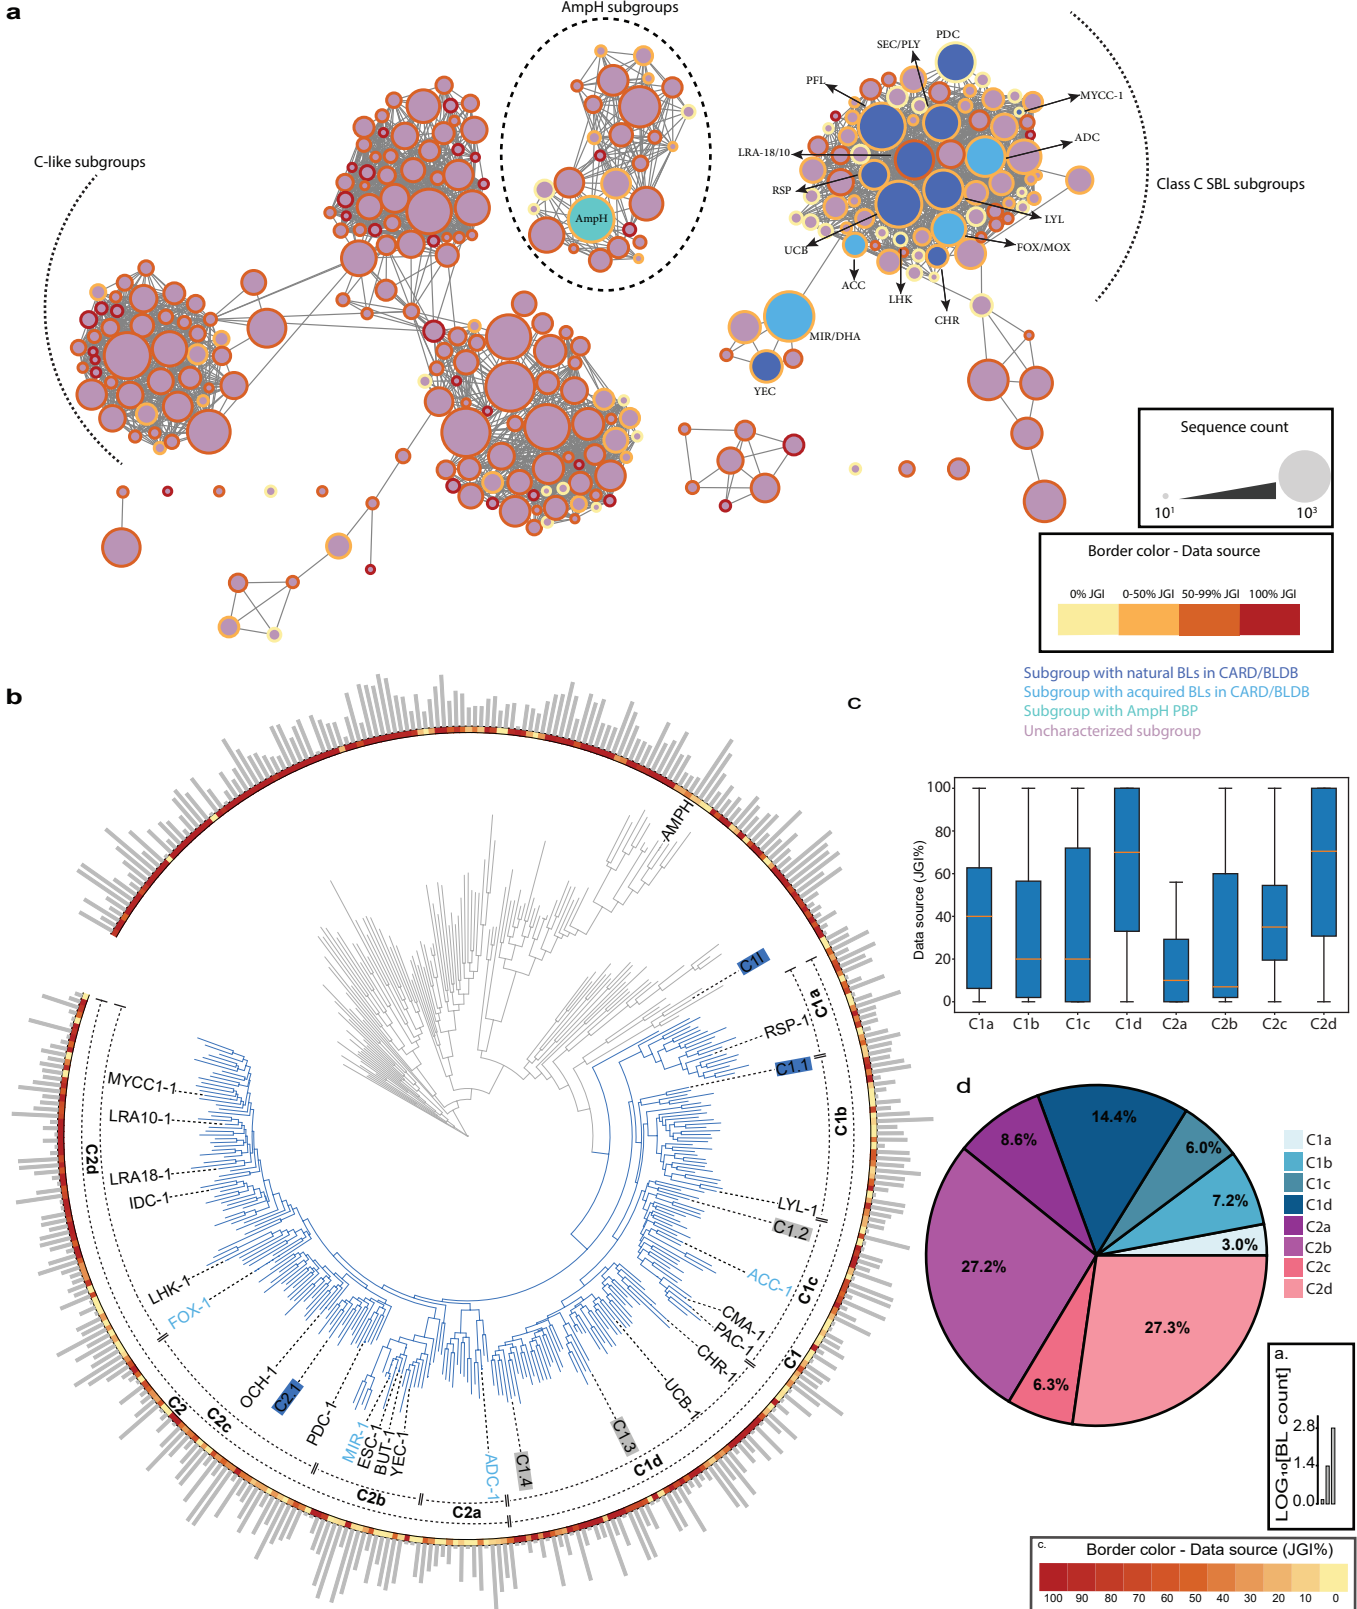 a
AmpH subgroups
C-like subgroups
AmpH
PDC
SEC/PLY
PFL
MYCC-1
ADC
LRA-18/10
RSP
Class C SBL subgroups
LYL
UCB
FOX/MOX
ACC
LHK
CHR
MIR/DHA
YEC
Sequence count
10¹
10³
Border color - Data source
0% JGI
0-50% JGI
50-99% JGI
100% JGI
Subgroup with natural BLs in CARD/BLDB
Subgroup with acquired BLs in CARD/BLDB
Subgroup with AmpH PBP
Uncharacterized subgroup
b
AMPH
C1I
C1a
RSP-1
C1.1
C1b
LYL-1
C1.2
ACC-1
C1c
CMA-1
PAC-1
CHR-1
C1
UCB-1
C1.3
C1d
C1.4
ADC-1
C2a
YEC-1
BUT-1
ESC-1
MIR-1
C2b
PDC-1
C2.1
OCH-1
C2c
C2
FOX-1
LHK-1
IDC-1
LRA18-1
C2d
LRA10-1
MYCC1-1
c
Data source (JGI%)
100
80
60
40
20
0
C1a
C1b
C1c
C1d
C2a
C2b
C2c
C2d
d
14.4%
6.0%
7.2%
3.0%
8.6%
27.2%
6.3%
27.3%
C1a
C1b
C1c
C1d
C2a
C2b
C2c
C2d
a.
LOG₁₀[BL count]
2.8
1.4
0.0
c.
Border color - Data source (JGI%)
100 90 80 70 60 50 40 30 20 10 0